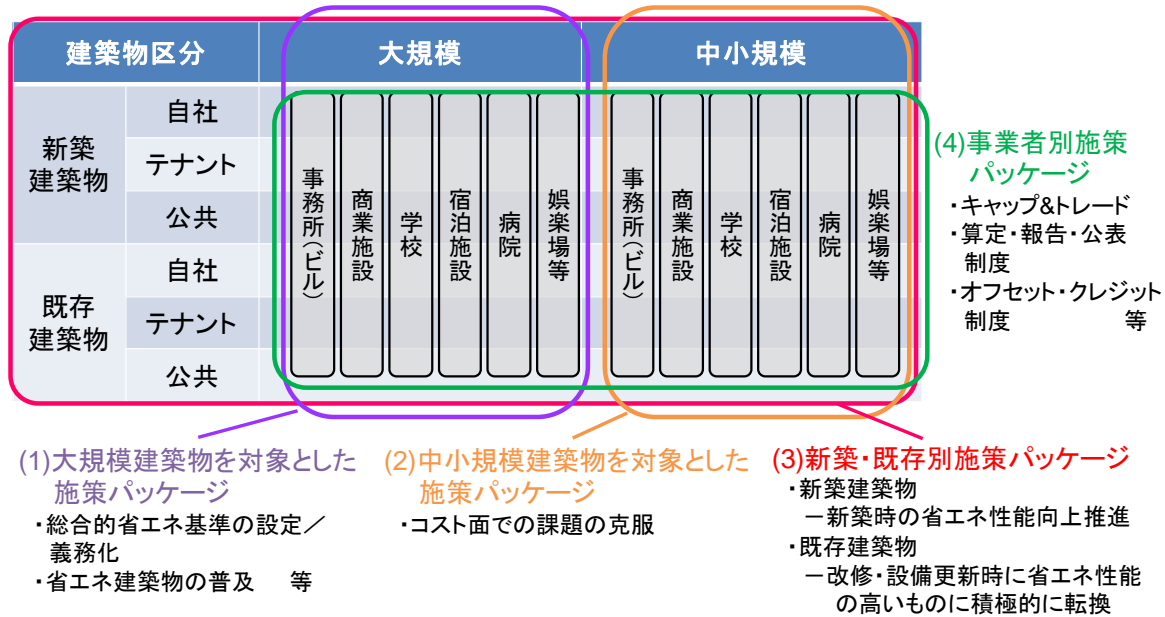 建築物区分 大規模 中小規模
新築
建築物
自社
テナント
公共
既存
建築物
自社
テナント
公共
事務所(ビル)
商業施設
学校
宿泊施設
病院
娯楽場等
事務所(ビル)
商業施設
学校
宿泊施設
病院
娯楽場等
(4)事業者別施策
パッケージ
・キャップ&トレード
・算定・報告・公表
制度
・オフセット・クレジット
制度 等
(1)大規模建築物を対象とした
施策パッケージ
・総合的省エネ基準の設定/
義務化
・省エネ建築物の普及 等
(2)中小規模建築物を対象とした
施策パッケージ
・コスト面での課題の克服
(3)新築・既存別施策パッケージ
・新築建築物
-新築時の省エネ性能向上推進
・既存建築物
-改修・設備更新時に省エネ性能
の高いものに積極的に転換